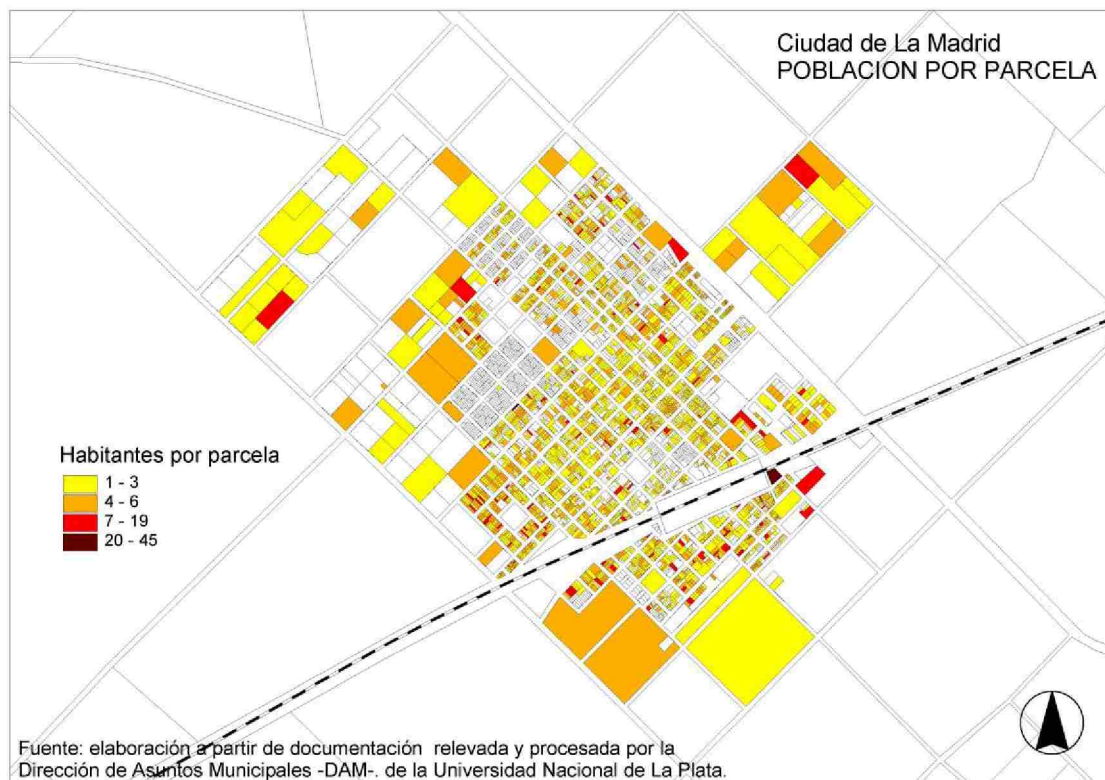 Ciudad de La Madrid
POBLACION POR PARCELA
Habitantes por parcela
1 - 3
4 - 6
7 - 19
20 - 45
Fuente: elaboración a partir de documentación relevada y procesada por la
Dirección de Asuntos Municipales -DAM-. de la Universidad Nacional de La Plata.